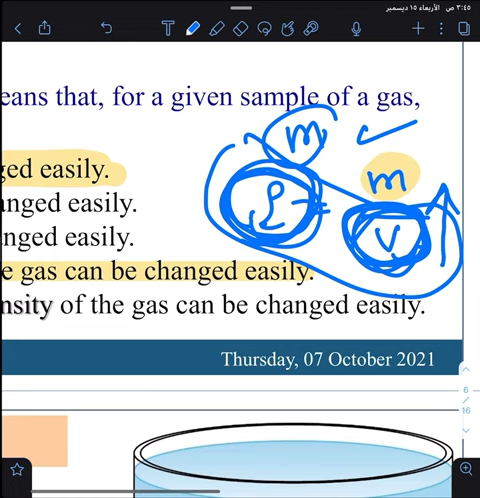 ٣:٤٥ ص الأربعاء ١٥ ديسمبر
eans that, for a given sample of a gas,
m
ged easily.
m
anged easily.
ρ =
V
nged easily.
e gas can be changed easily.
nsity of the gas can be changed easily.
Thursday, 07 October 2021
6
/
16